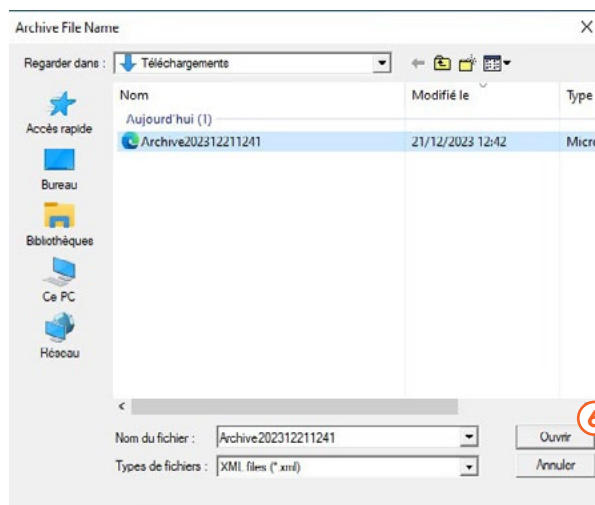 Archive File Name
Regarder dans : Téléchargements
Nom Modifié le Type
Aujourd'hui (1)
Archive202312211241 21/12/2023 12:42 Micr
Accès rapide
Bureau
Bibliothèques
Ce PC
Réseau
Nom du fichier : Archive202312211241 Ouvrir 6
Types de fichiers : XML files (*.xml) Annuler